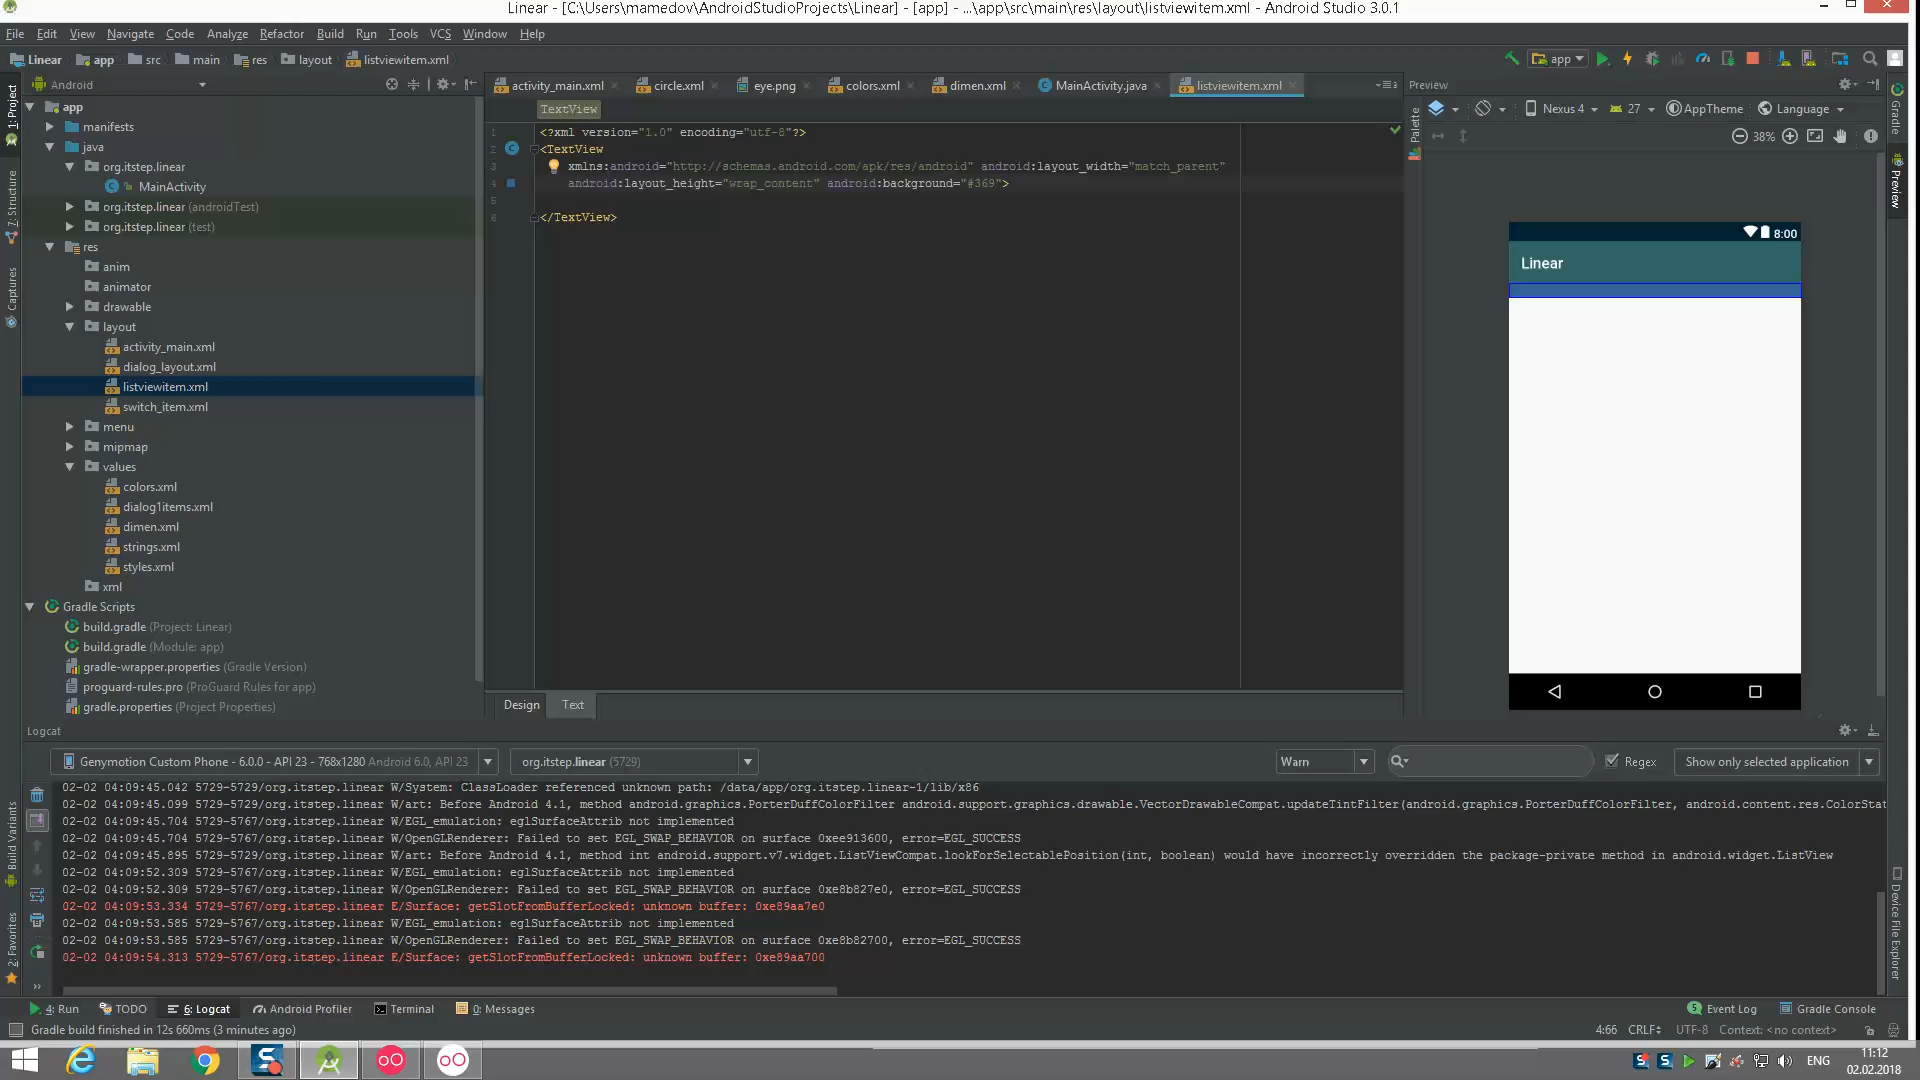 Linear - [C:\Users\mamedov\AndroidStudioProjects\Linear] - [app] - ...\app\src\main\res\layout\listviewitem.xml - Android Studio 3.0.1
File Edit View Navigate Code Analyze Refactor Build Run Tools VCS Window Help
Linear app src main res layout listviewitem.xml app
Android
activity_main.xml circle.xml eye.png colors.xml dimen.xml MainActivity.java listviewitem.xml
Preview
TextView
Nexus 4 27 AppTheme Language
38%
1: Project
7: Structure
Captures
Build Variants
2: Favorites
Palette
Gradle
Preview
Device File Explorer
app
manifests
java
org.itstep.linear
MainActivity
org.itstep.linear (androidTest)
org.itstep.linear (test)
res
anim
animator
drawable
layout
activity_main.xml
dialog_layout.xml
listviewitem.xml
switch_item.xml
menu
mipmap
values
colors.xml
dialog1items.xml
dimen.xml
strings.xml
styles.xml
xml
Gradle Scripts
build.gradle (Project: Linear)
build.gradle (Module: app)
gradle-wrapper.properties (Gradle Version)
proguard-rules.pro (ProGuard Rules for app)
gradle.properties (Project Properties)
1 <?xml version="1.0" encoding="utf-8"?>
2 <TextView
3 xmlns:android="http://schemas.android.com/apk/res/android" android:layout_width="match_parent"
4 android:layout_height="wrap_content" android:background="#369">
5
6 </TextView>
Design Text
8:00
Linear
Logcat
Genymotion Custom Phone - 6.0.0 - API 23 - 768x1280 Android 6.0, API 23 org.itstep.linear (5729) Warn Regex Show only selected application
02-02 04:09:45.042 5729-5729/org.itstep.linear W/System: ClassLoader referenced unknown path: /data/app/org.itstep.linear-1/lib/x86
02-02 04:09:45.099 5729-5729/org.itstep.linear W/art: Before Android 4.1, method android.graphics.PorterDuffColorFilter android.support.graphics.drawable.VectorDrawableCompat.updateTintFilter(android.graphics.PorterDuffColorFilter, android.content.res.ColorStat
02-02 04:09:45.704 5729-5767/org.itstep.linear W/EGL_emulation: eglSurfaceAttrib not implemented
02-02 04:09:45.704 5729-5767/org.itstep.linear W/OpenGLRenderer: Failed to set EGL_SWAP_BEHAVIOR on surface 0xee913600, error=EGL_SUCCESS
02-02 04:09:45.895 5729-5729/org.itstep.linear W/art: Before Android 4.1, method int android.support.v7.widget.ListViewCompat.lookForSelectablePosition(int, boolean) would have incorrectly overridden the package-private method in android.widget.ListView
02-02 04:09:52.309 5729-5767/org.itstep.linear W/EGL_emulation: eglSurfaceAttrib not implemented
02-02 04:09:52.309 5729-5767/org.itstep.linear W/OpenGLRenderer: Failed to set EGL_SWAP_BEHAVIOR on surface 0xe8b827e0, error=EGL_SUCCESS
02-02 04:09:53.334 5729-5767/org.itstep.linear E/Surface: getSlotFromBufferLocked: unknown buffer: 0xe89aa7e0
02-02 04:09:53.585 5729-5767/org.itstep.linear W/EGL_emulation: eglSurfaceAttrib not implemented
02-02 04:09:53.585 5729-5767/org.itstep.linear W/OpenGLRenderer: Failed to set EGL_SWAP_BEHAVIOR on surface 0xe8b82700, error=EGL_SUCCESS
02-02 04:09:54.313 5729-5767/org.itstep.linear E/Surface: getSlotFromBufferLocked: unknown buffer: 0xe89aa700
4: Run TODO 6: Logcat Android Profiler Terminal 0: Messages Event Log Gradle Console
Gradle build finished in 12s 660ms (3 minutes ago) 4:66 CRLF UTF-8 Context: <no context>
ENG 11:12
02.02.2018